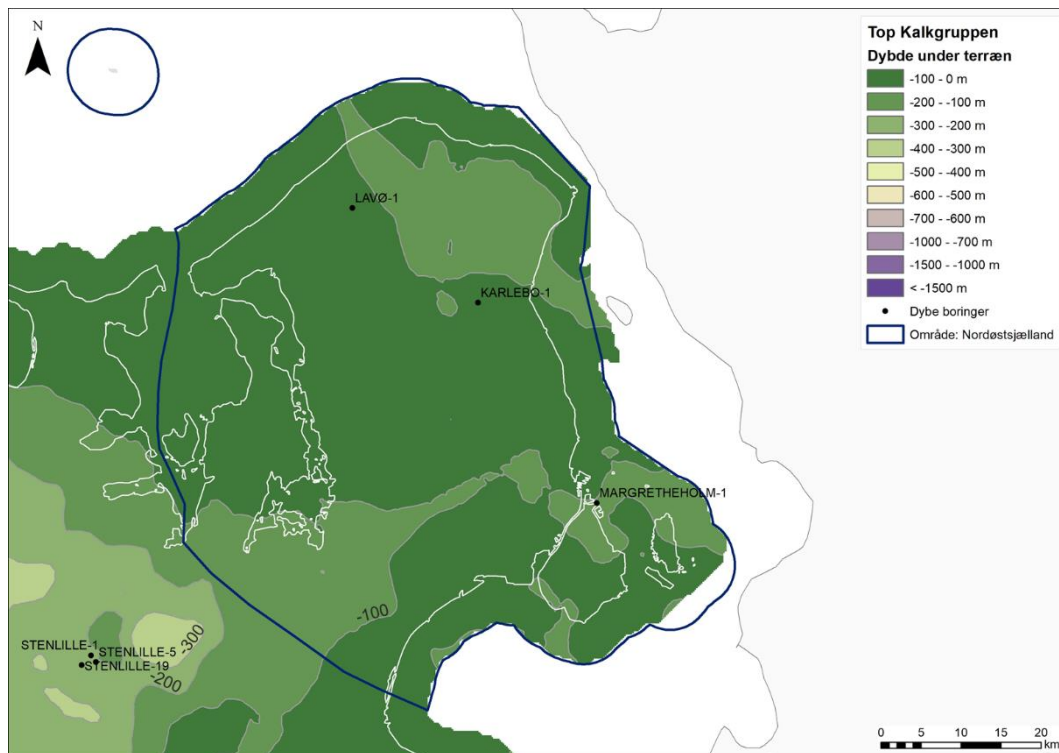 N
Top Kalkgruppen
Dybde under terræn
-100 - 0 m
-200 - -100 m
-300 - -200 m
-400 - -300 m
-500 - -400 m
-600 - -500 m
-700 - -600 m
-1000 - -700 m
-1500 - -1000 m
< -1500 m
Dybe boringer
Område: Nordøstsjælland
LAVØ-1
KARLEBO-1
MARGRETHEHOLM-1
-100
-300
STENLILLE-1
STENLILLE-5
STENLILLE-19
-200
0 5 10 15 20
km